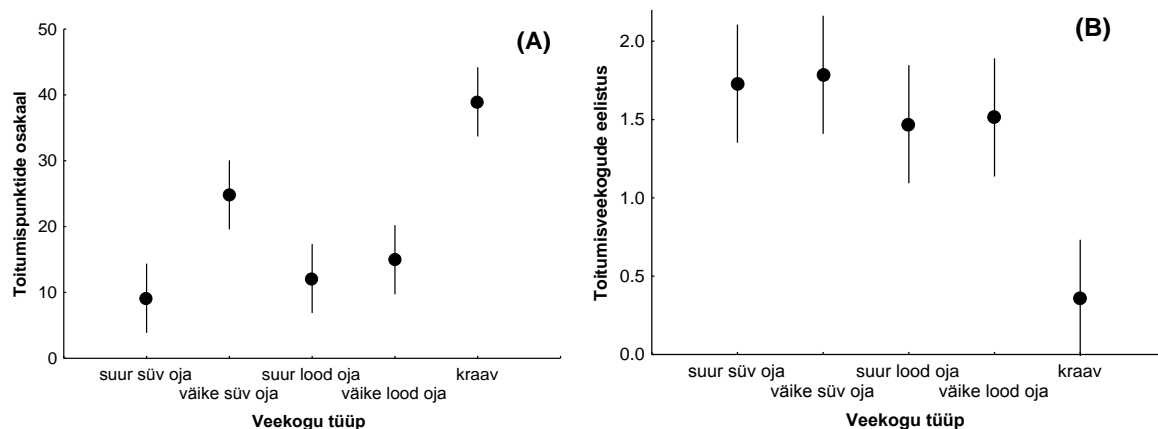 (A)
Toitumispunktide osakaal
50
40
30
20
10
0
suur süv oja
väike süv oja
suur lood oja
väike lood oja
kraav
Veekogu tüüp
(B)
Toitumisveekogude eelistus
2.0
1.5
1.0
0.5
0.0
suur süv oja
väike süv oja
suur lood oja
väike lood oja
kraav
Veekogu tüüp